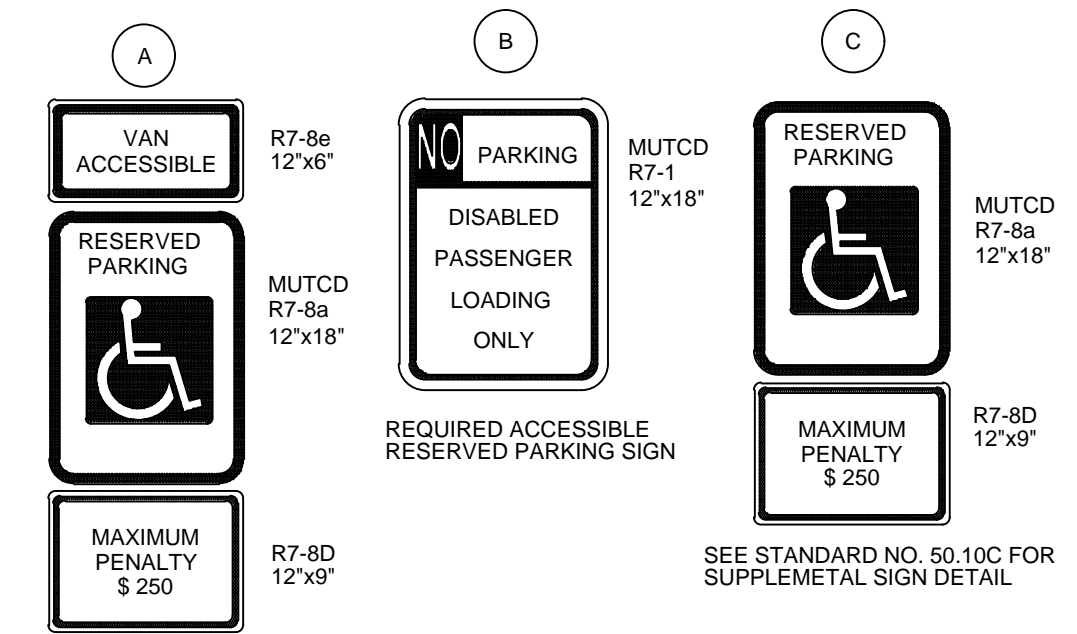 A
VAN
ACCESSIBLE
R7-8e
12"x6"
RESERVED
PARKING
MUTCD
R7-8a
12"x18"
MAXIMUM
PENALTY
$ 250
R7-8D
12"x9"
B
NO PARKING
DISABLED
PASSENGER
LOADING
ONLY
MUTCD
R7-1
12"x18"
REQUIRED ACCESSIBLE
RESERVED PARKING SIGN
C
RESERVED
PARKING
MUTCD
R7-8a
12"x18"
MAXIMUM
PENALTY
$ 250
R7-8D
12"x9"
SEE STANDARD NO. 50.10C FOR
SUPPLEMETAL SIGN DETAIL